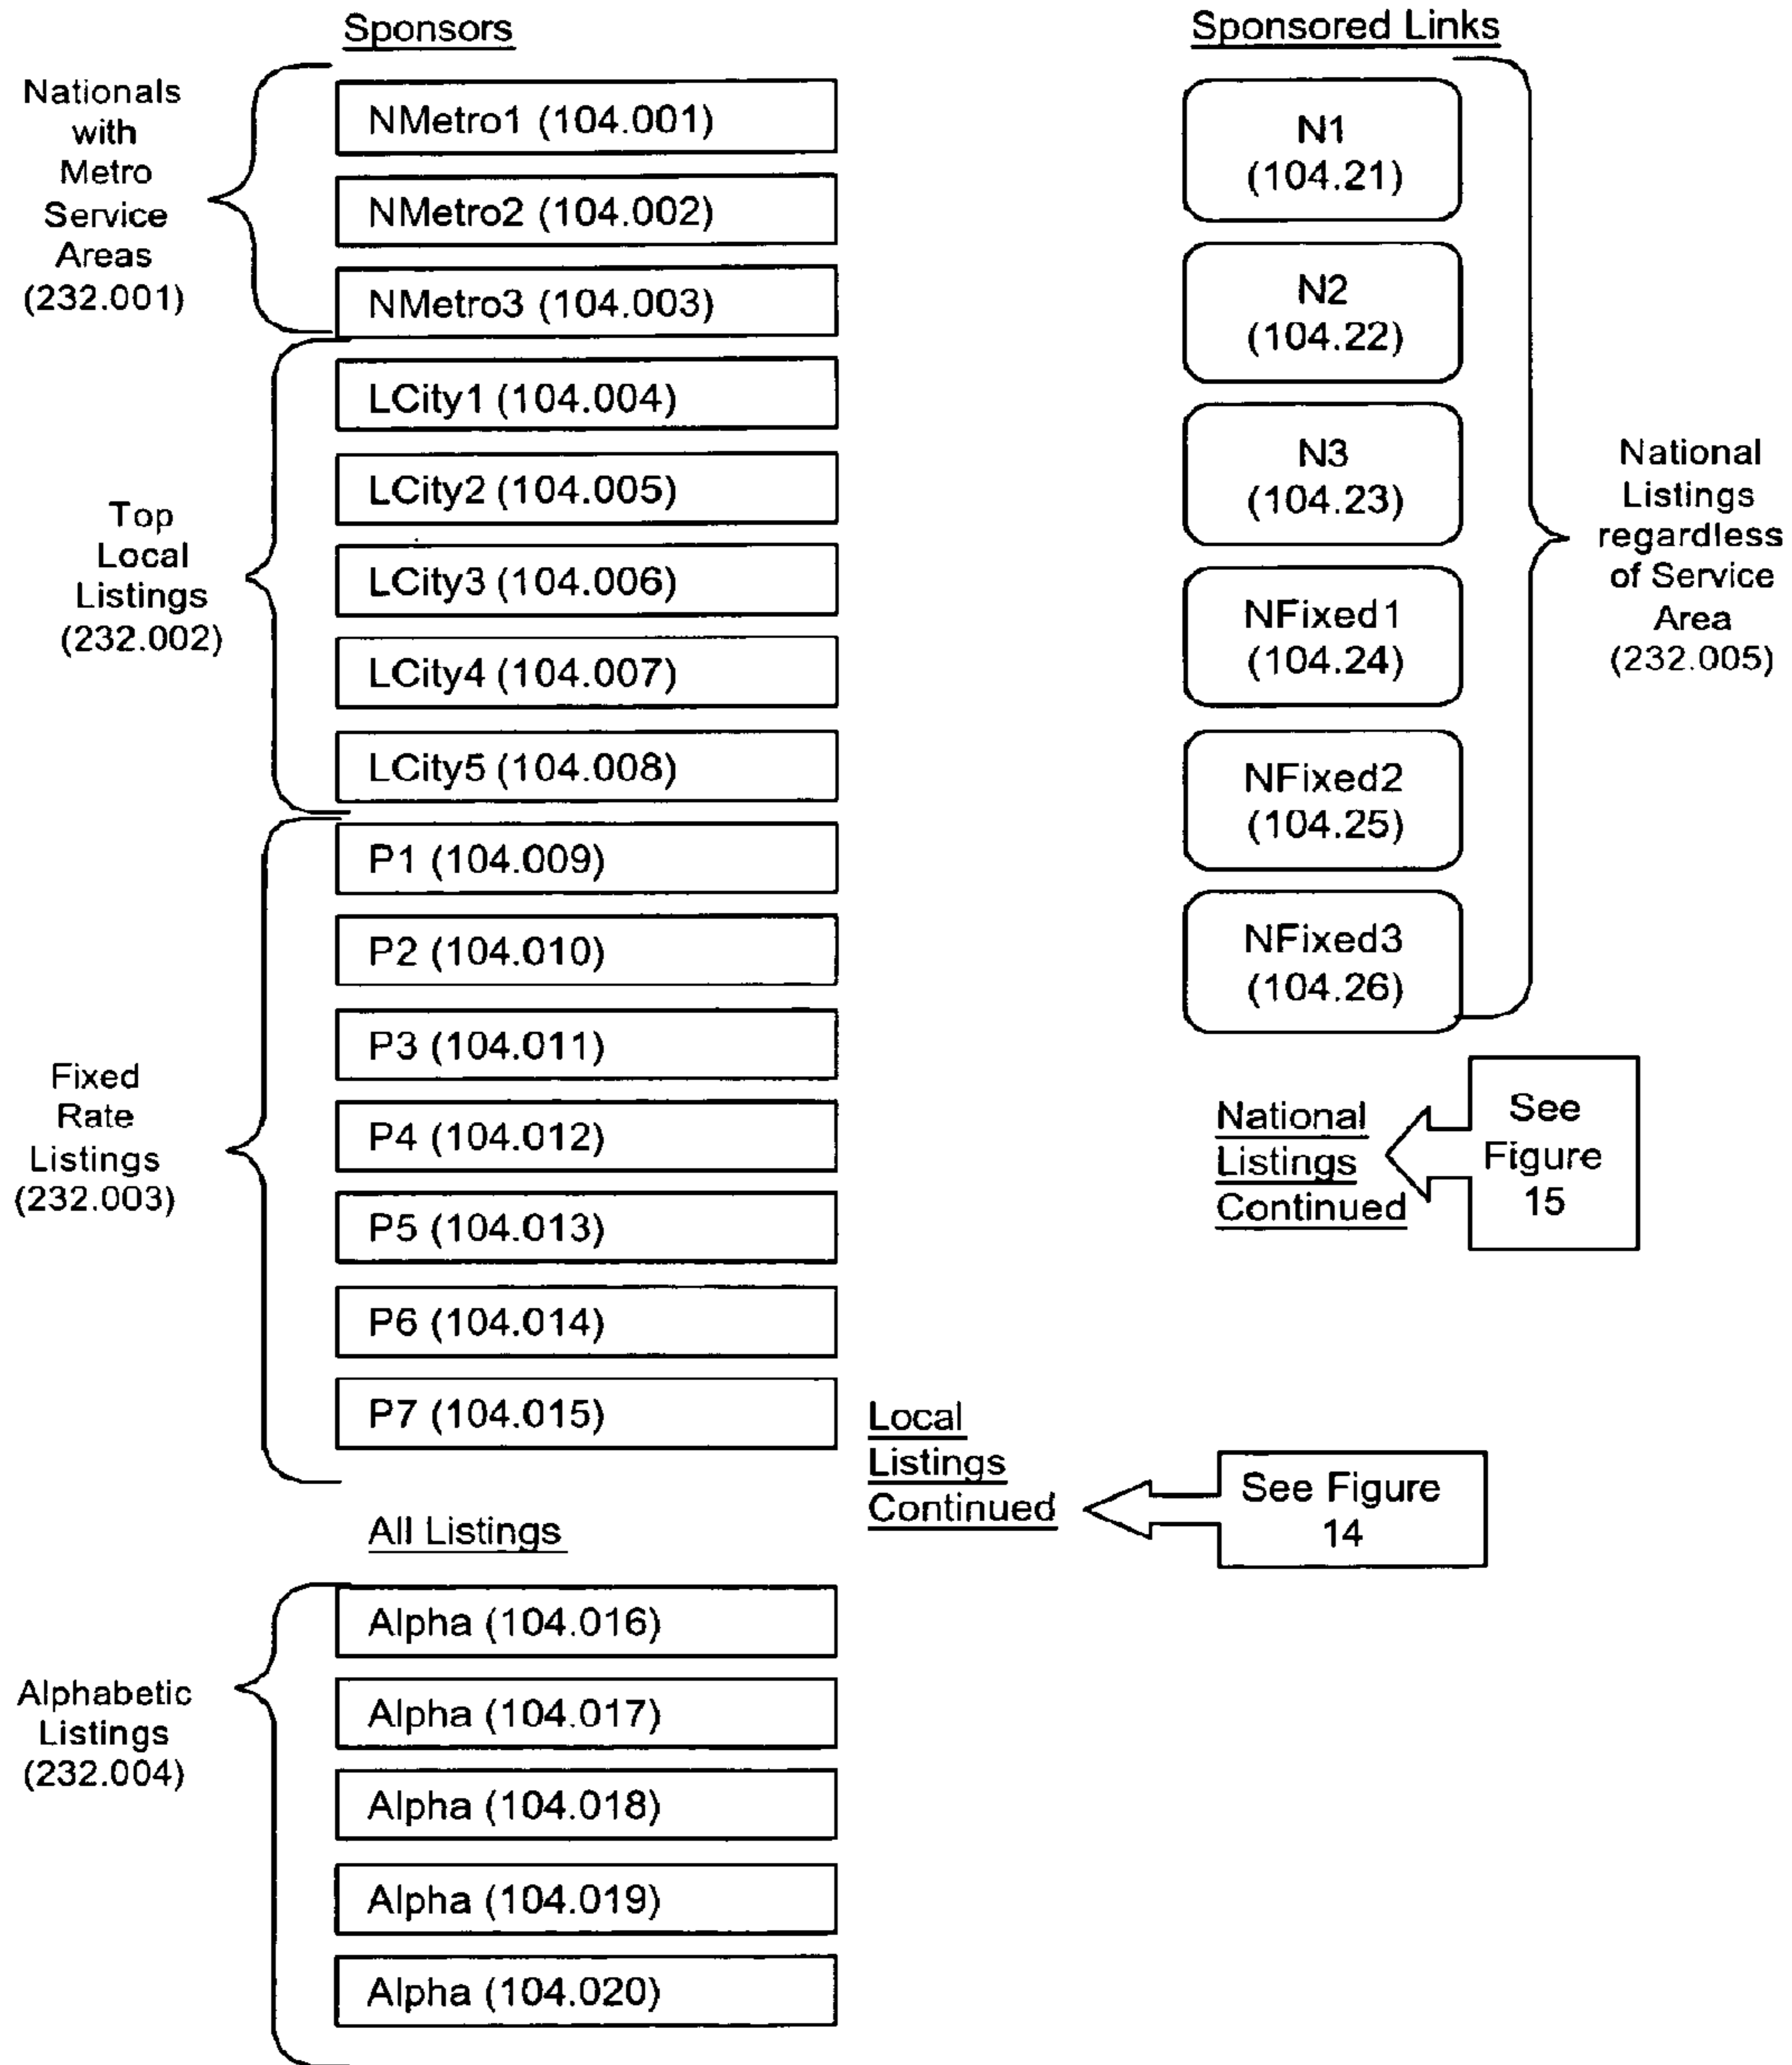 Sponsors
Nationals
with
Metro
Service
Areas
(232.001)
NMetro1 (104.001)
NMetro2 (104.002)
NMetro3 (104.003)
Top
Local
Listings
(232.002)
LCity1 (104.004)
LCity2 (104.005)
LCity3 (104.006)
LCity4 (104.007)
LCity5 (104.008)
Fixed
Rate
Listings
(232.003)
P1 (104.009)
P2 (104.010)
P3 (104.011)
P4 (104.012)
P5 (104.013)
P6 (104.014)
P7 (104.015)
Local
Listings
Continued
See Figure
14
All Listings
Alphabetic
Listings
(232.004)
Alpha (104.016)
Alpha (104.017)
Alpha (104.018)
Alpha (104.019)
Alpha (104.020)
Sponsored Links
N1
(104.21)
N2
(104.22)
N3
(104.23)
NFixed1
(104.24)
NFixed2
(104.25)
NFixed3
(104.26)
National
Listings
regardless
of Service
Area
(232.005)
National
Listings
Continued
See
Figure
15